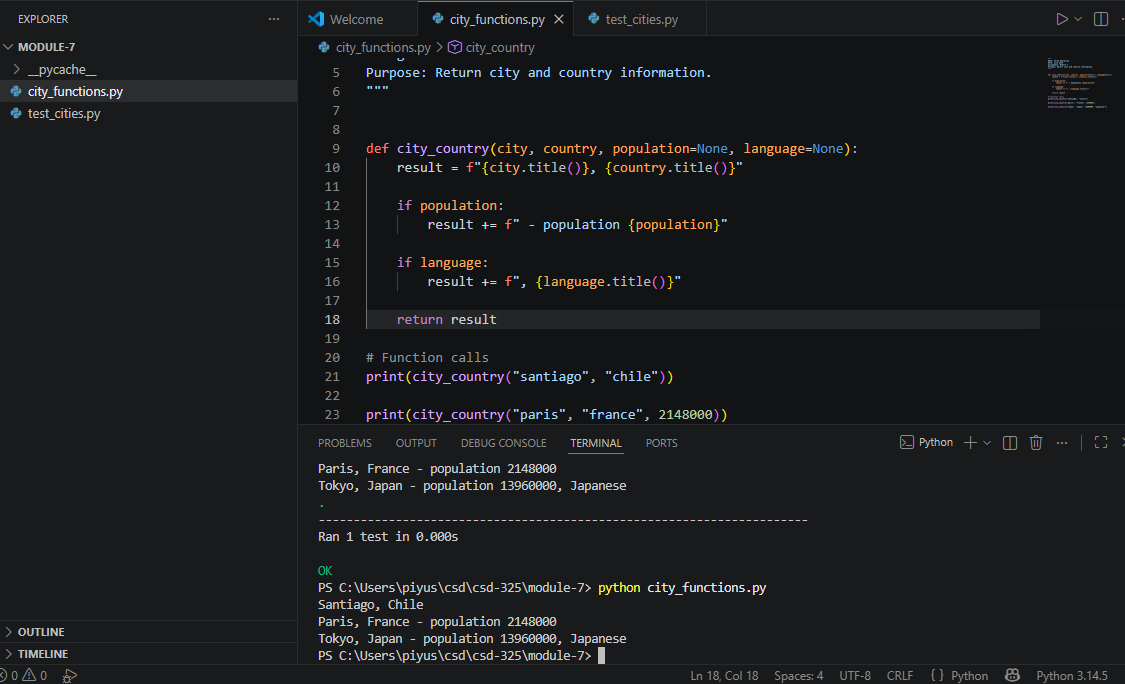 EXPLORER ···
MODULE-7
__pycache__
city_functions.py
test_cities.py
OUTLINE
TIMELINE
Welcome
city_functions.py
test_cities.py
city_functions.py > city_country
5 Purpose: Return city and country information.
6 """
7
8
9 def city_country(city, country, population=None, language=None):
10 result = f"{city.title()}, {country.title()}"
11
12 if population:
13 result += f" - population {population}"
14
15 if language:
16 result += f", {language.title()}"
17
18 return result
19
20 # Function calls
21 print(city_country("santiago", "chile"))
22
23 print(city_country("paris", "france", 2148000))
PROBLEMS OUTPUT DEBUG CONSOLE TERMINAL PORTS Python
Paris, France - population 2148000
Tokyo, Japan - population 13960000, Japanese
.
----------------------------------------------------------------------
Ran 1 test in 0.000s
OK
PS C:\Users\piyus\csd\csd-325\module-7> python city_functions.py
Santiago, Chile
Paris, France - population 2148000
Tokyo, Japan - population 13960000, Japanese
PS C:\Users\piyus\csd\csd-325\module-7>
0 0 Ln 18, Col 18 Spaces: 4 UTF-8 CRLF { } Python Python 3.14.5